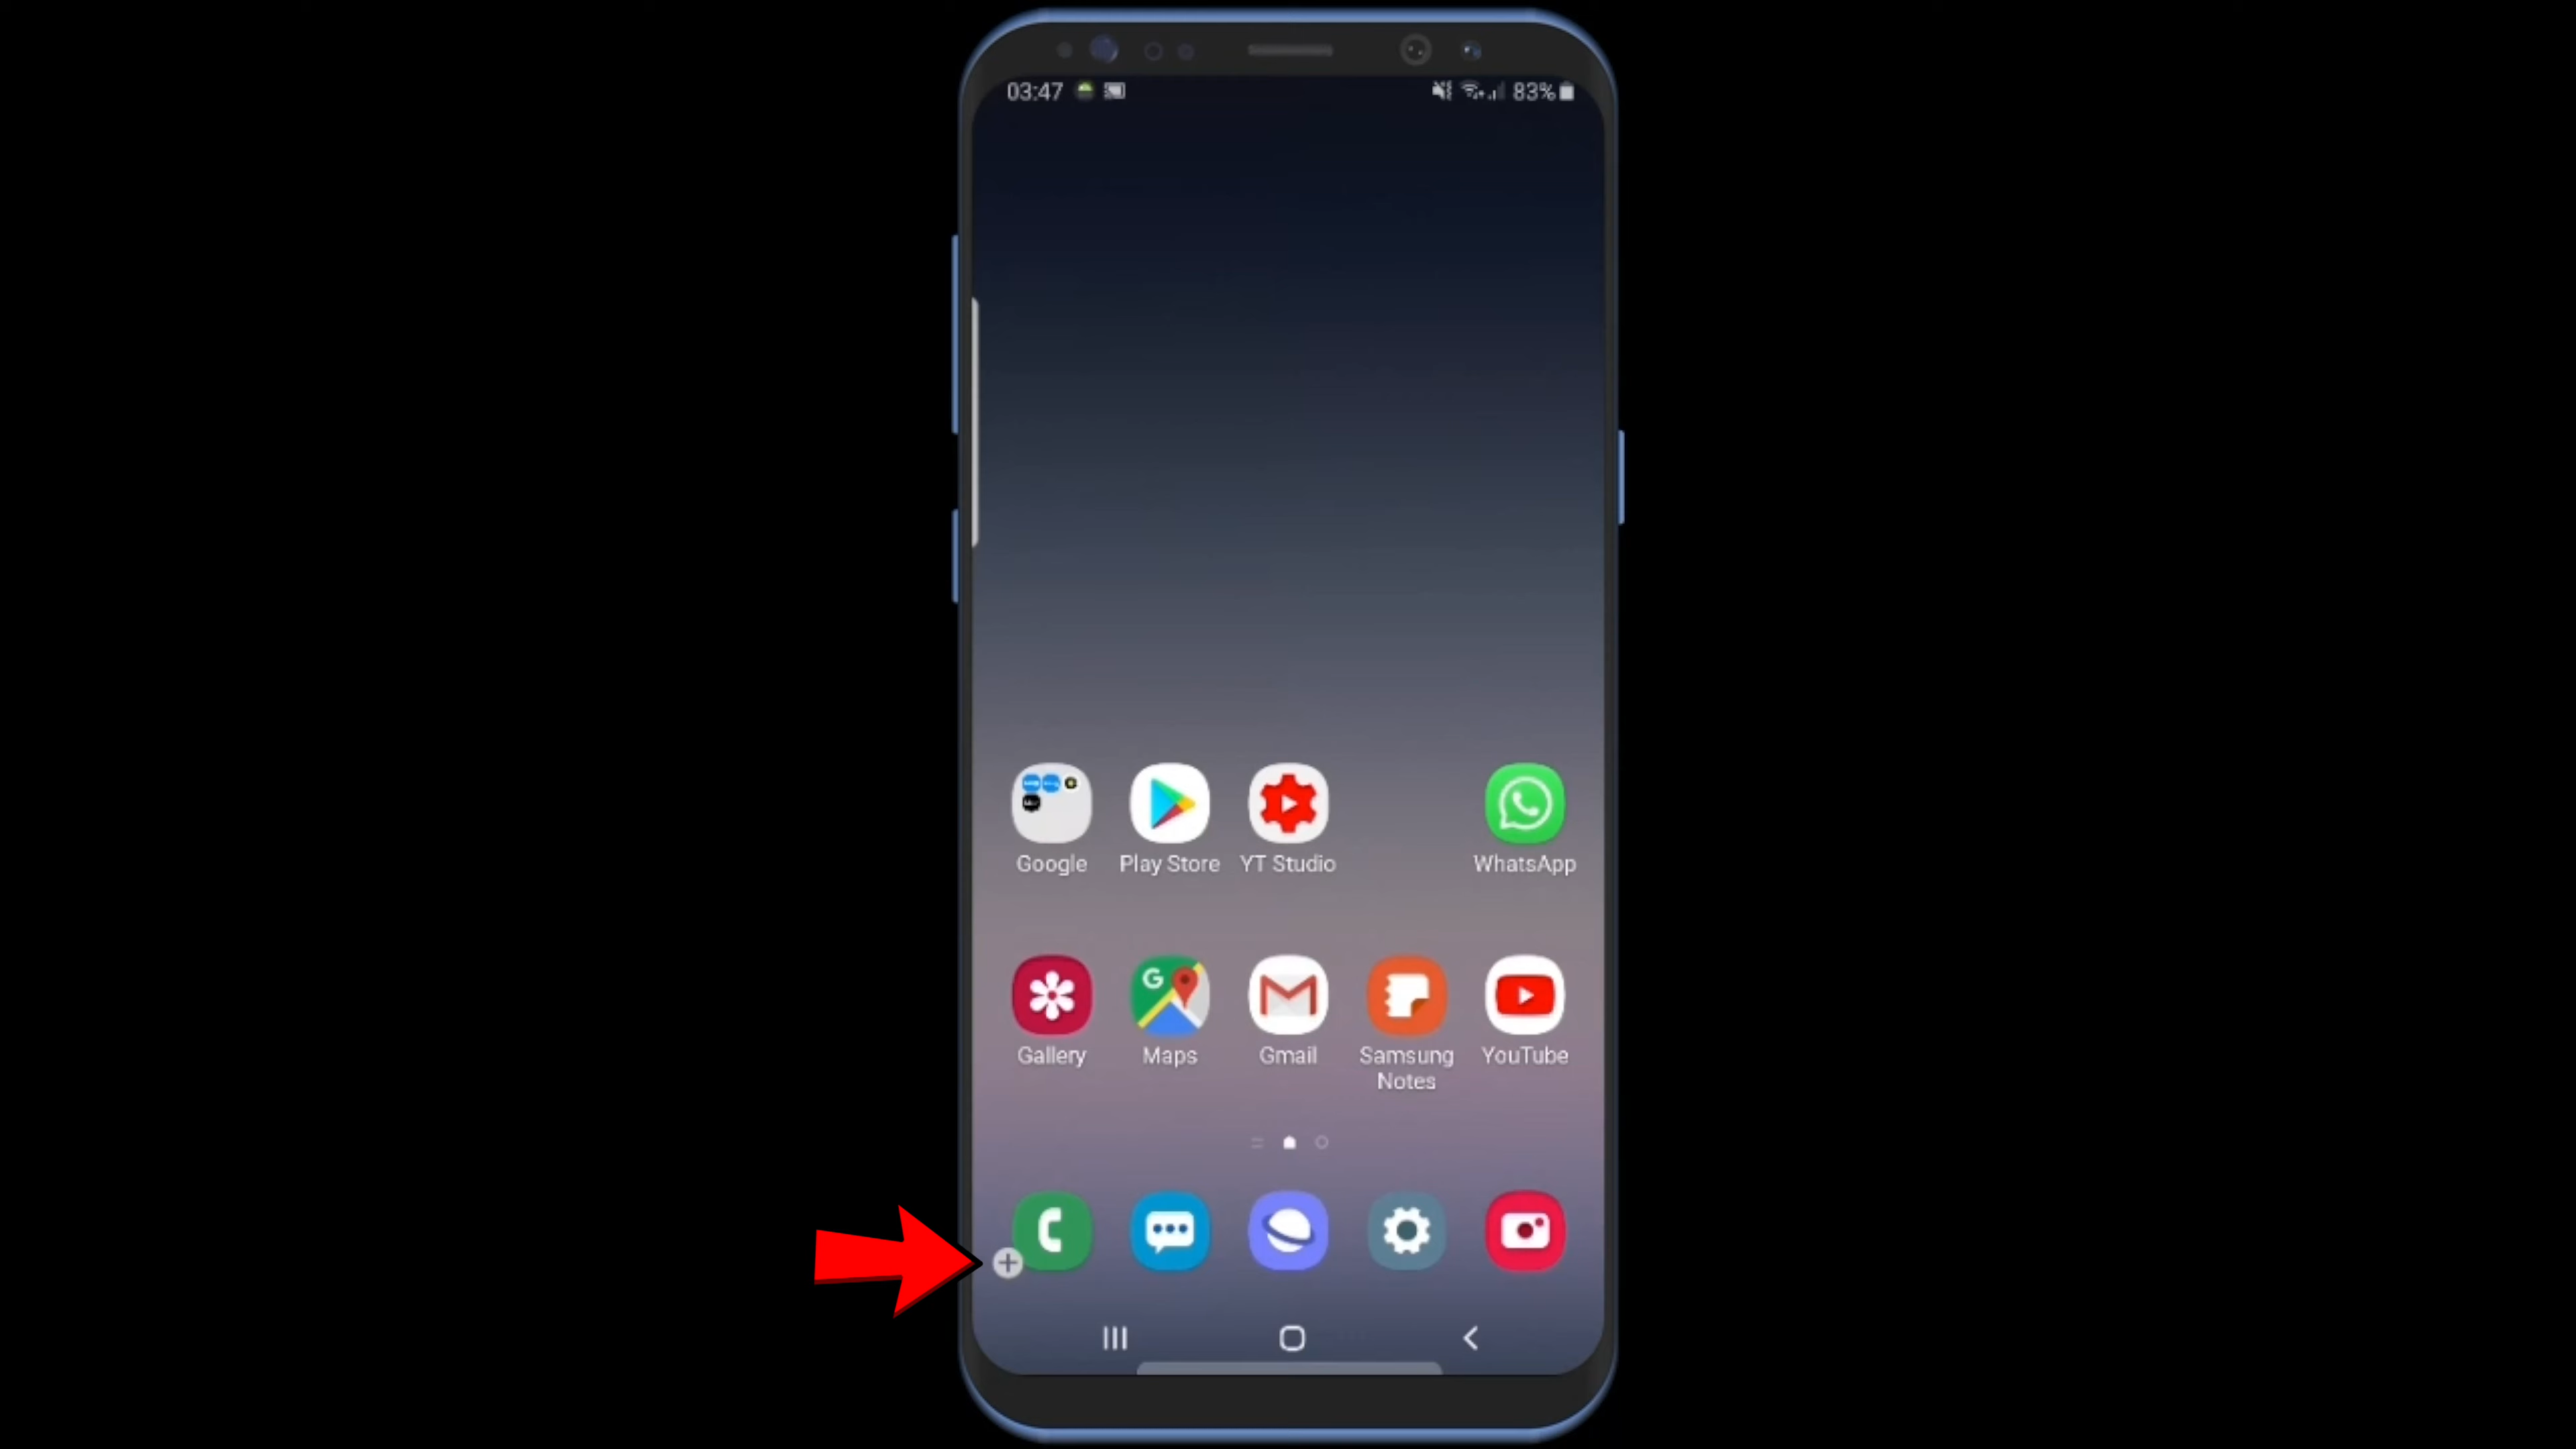 03:47
83%
Google
Play Store
YT Studio
WhatsApp
Gallery
Maps
Gmail
Samsung
Notes
YouTube